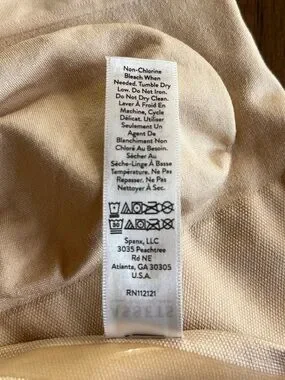 Non-Chlorine
Bleach When
Needed. Tumble Dry
Low. Do Not Iron.
Do Not Dry Clean.
Laver À Froid En
Machine, Cycle
Délicat. Utiliser
Seulement Un
Agent De
Blanchiment Non
Chloré Au Besoin.
Sécher Au
Sèche-Linge À Basse
Température. Ne Pas
Repasser. Ne Pas
Nettoyer À Sec.
Spanx, LLC
3035 Peachtree
Rd NE
Atlanta, GA 30305
U.S.A.
RN112121
ASSETS